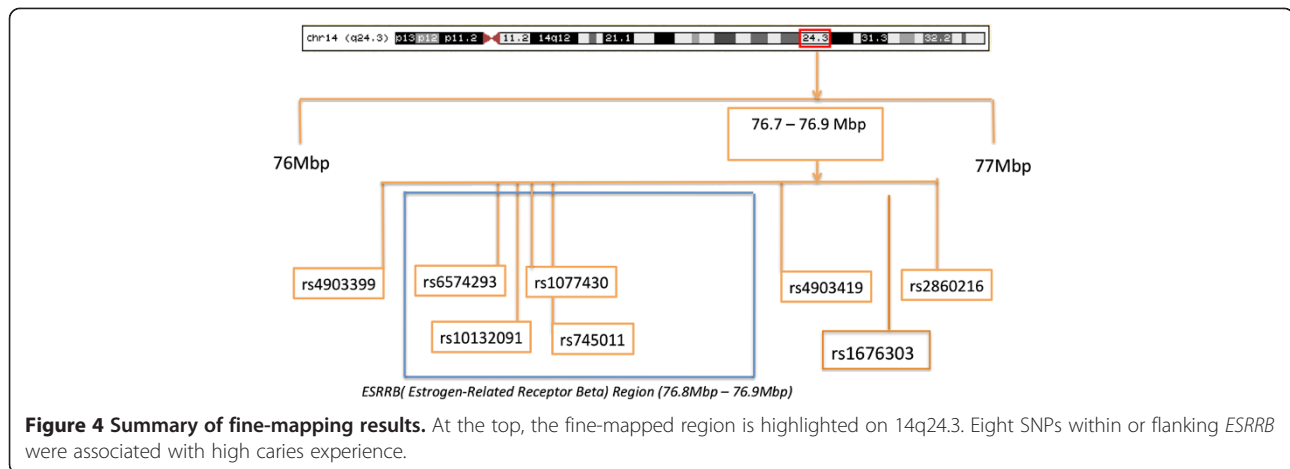 chr14 (q24.3) p13 p12 p11.2 11.2 14q12 21.1 24.3 31.3 32.2
76.7 – 76.9 Mbp
76Mbp
77Mbp
rs4903399
rs6574293
rs1077430
rs4903419
rs2860216
rs10132091
rs745011
rs1676303
ESRRB( Estrogen-Related Receptor Beta) Region (76.8Mbp – 76.9Mbp)
Figure 4 Summary of fine-mapping results. At the top, the fine-mapped region is highlighted on 14q24.3. Eight SNPs within or flanking ESRRB
were associated with high caries experience.